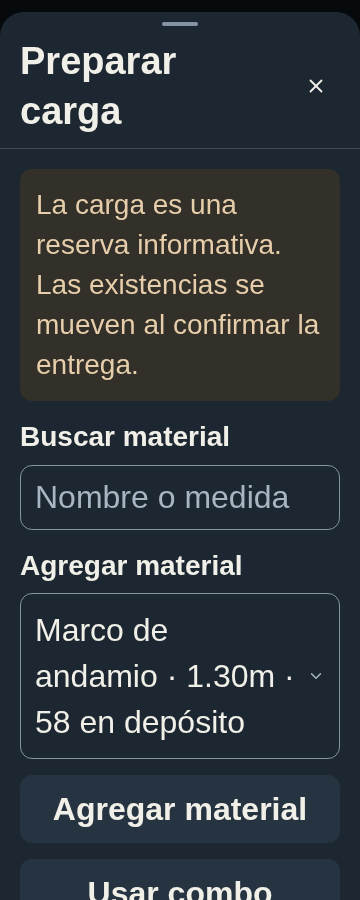 Preparar
carga
×
La carga es una
reserva informativa.
Las existencias se
mueven al confirmar la
entrega.
Buscar material
Nombre o medida
Agregar material
Marco de
andamio · 1.30m ·
58 en depósito
Agregar material
Usar combo